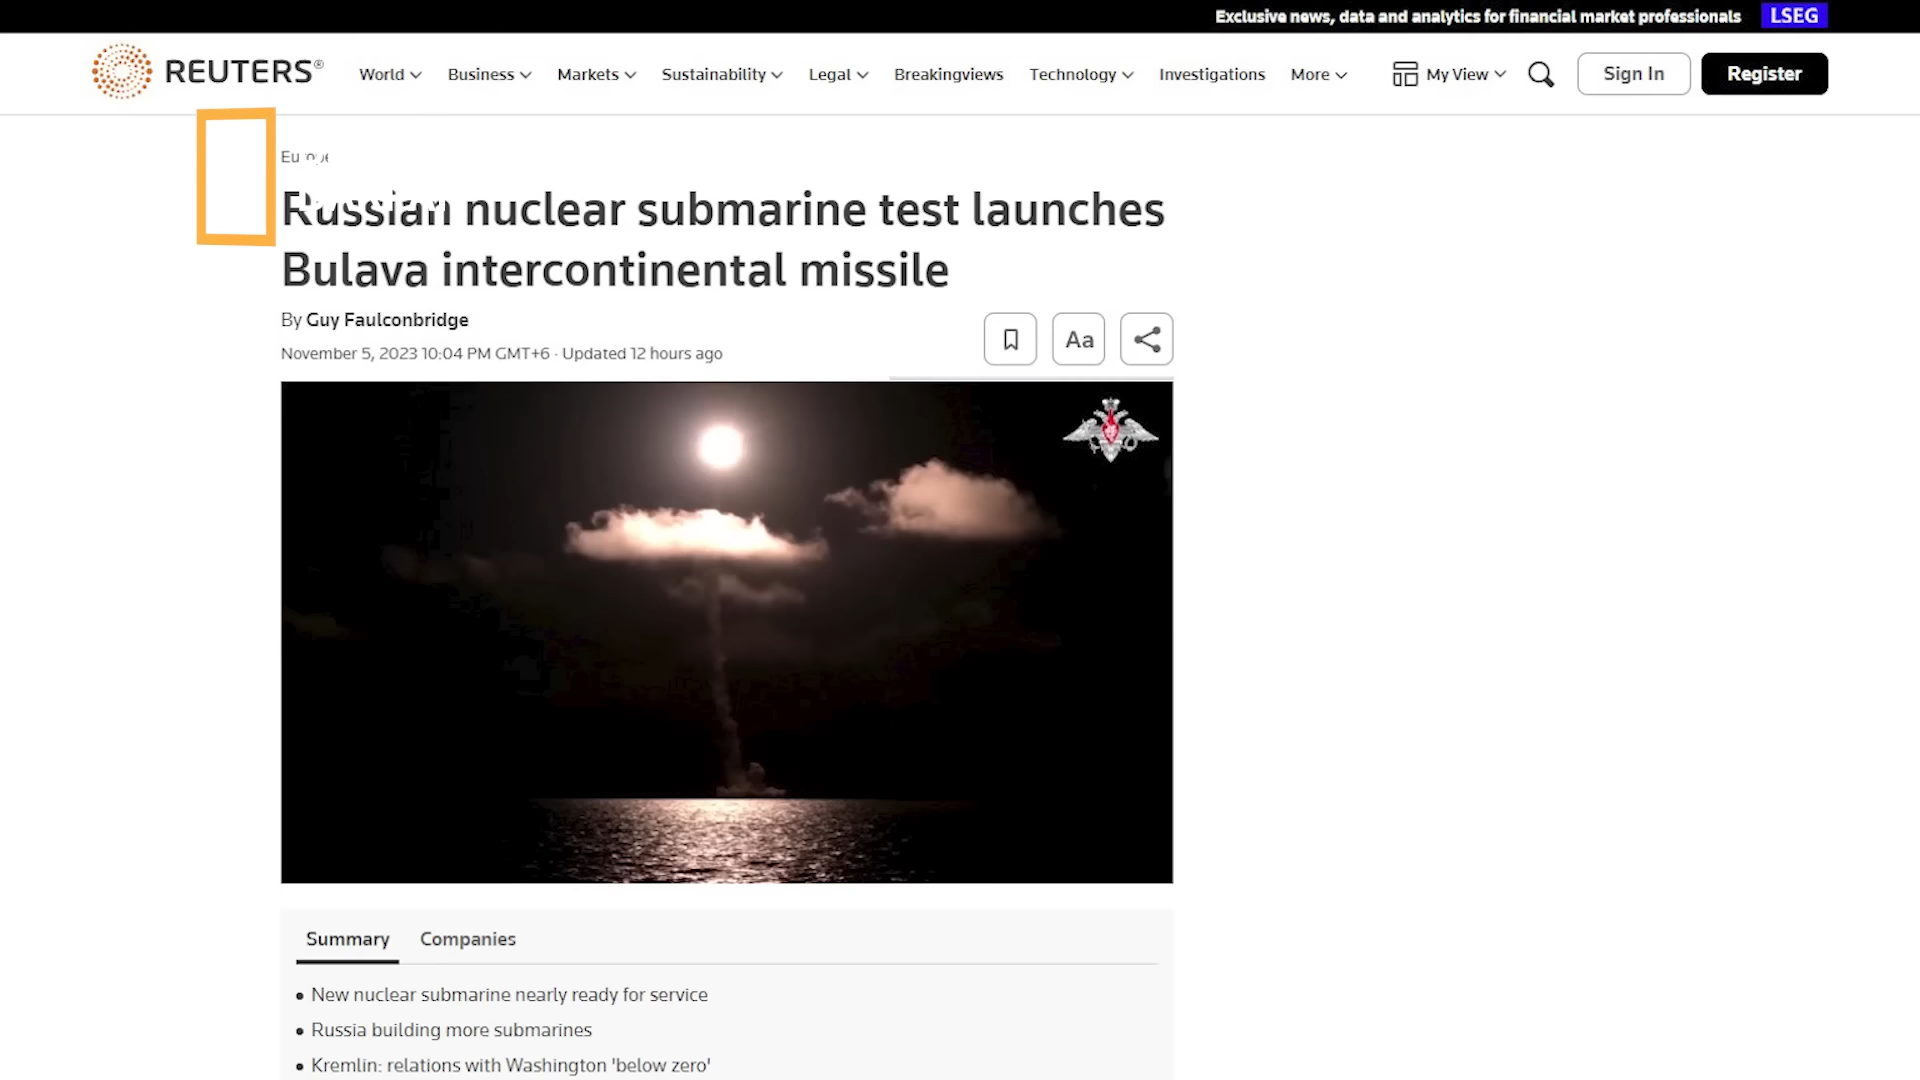 Exclusive news, data and analytics for financial market professionals LSEG
REUTERS®
World Business Markets Sustainability Legal Breakingviews Technology Investigations More My View Sign In Register
Russian nuclear submarine test launches
Bulava intercontinental missile
By Guy Faulconbridge
November 5, 2023 10:04 PM GMT+6 · Updated 12 hours ago
Aa
Summary Companies
• New nuclear submarine nearly ready for service
• Russia building more submarines
• Kremlin: relations with Washington 'below zero'